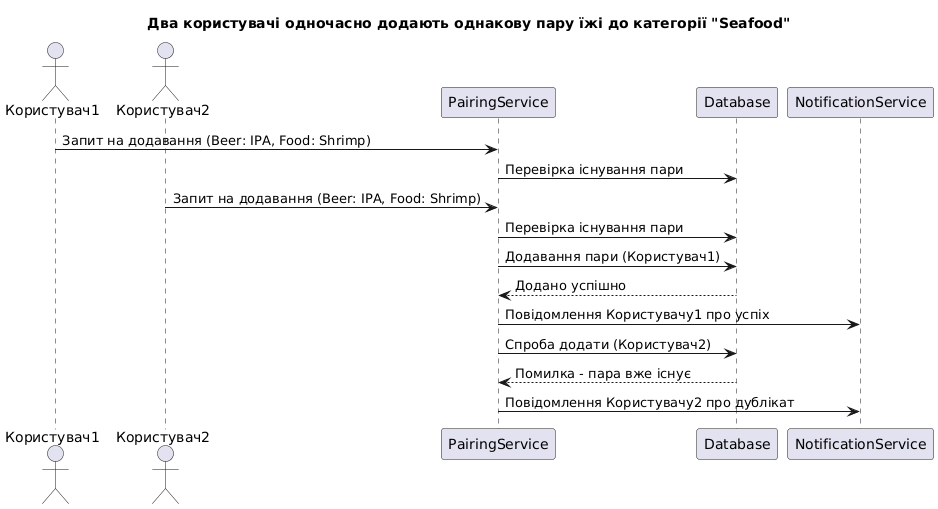 Два користувачі одночасно додають однакову пару їжі до категорії "Seafood"
Користувач1 Користувач2 PairingService Database NotificationService
Запит на додавання (Beer: IPA, Food: Shrimp)
Перевірка існування пари
Запит на додавання (Beer: IPA, Food: Shrimp)
Перевірка існування пари
Додавання пари (Користувач1)
Додано успішно
Повідомлення Користувачу1 про успіх
Спроба додати (Користувач2)
Помилка - пара вже існує
Повідомлення Користувачу2 про дублікат
Користувач1 Користувач2 PairingService Database NotificationService